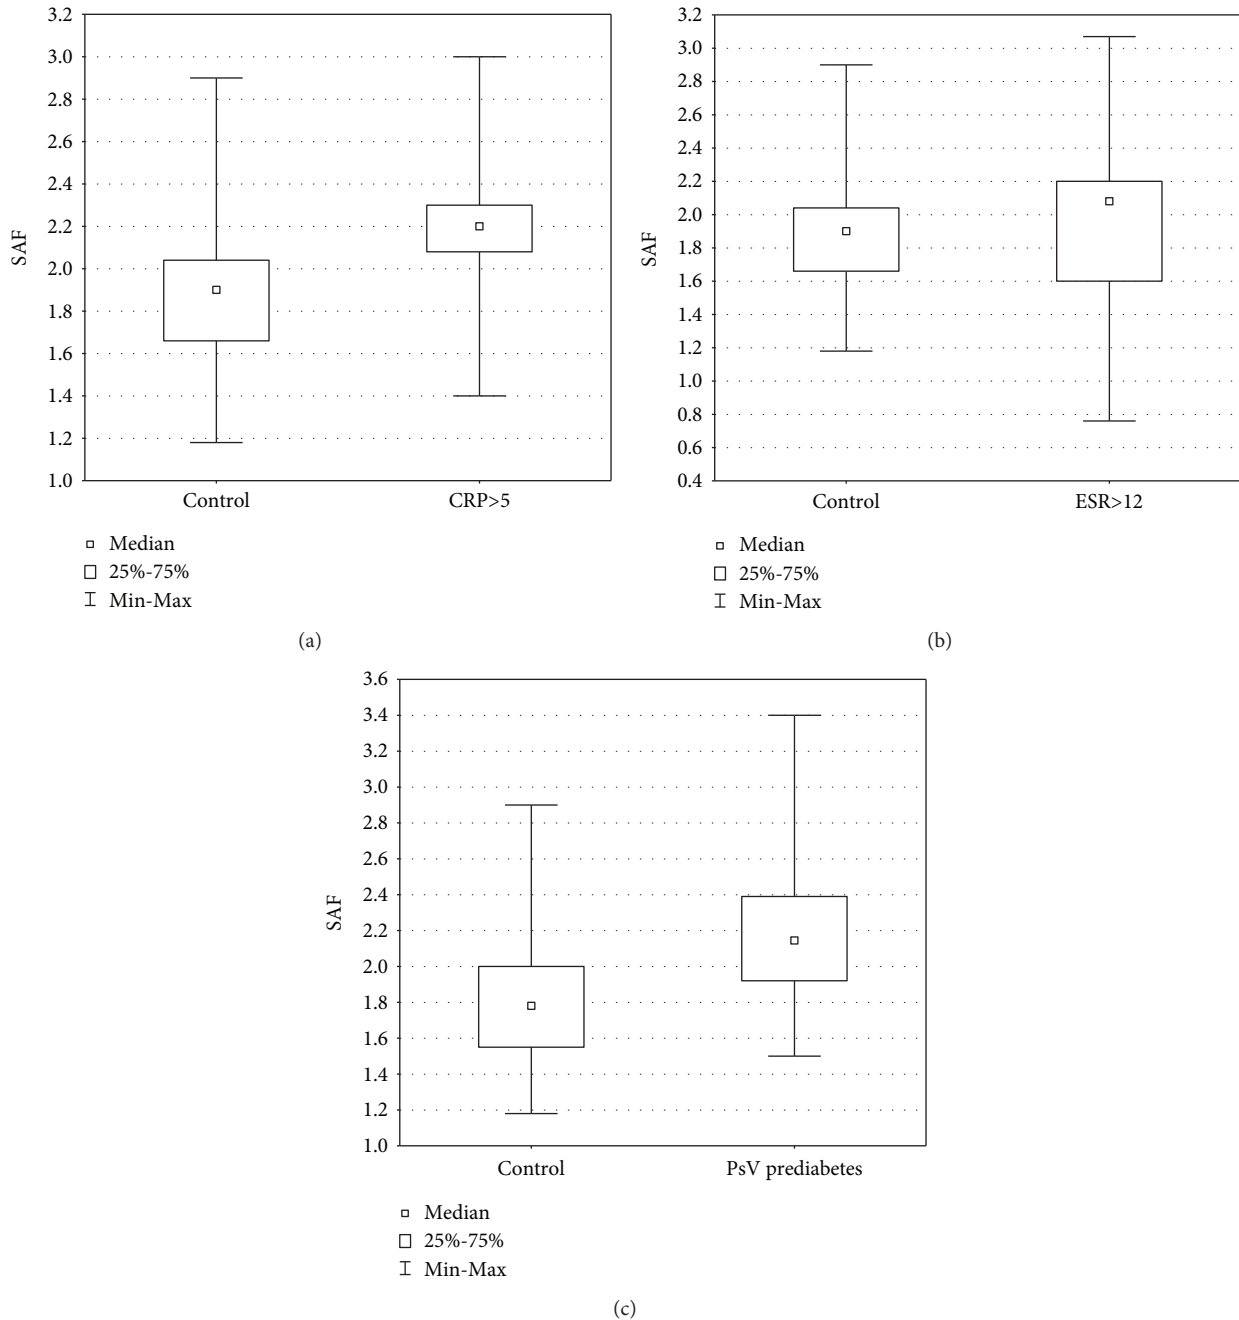 3.2
3.0
2.8
2.6
2.4
2.2
2.0
1.8
1.6
1.4
1.2
1.0
SAF
Control CRP>5
Median
25%-75%
Min-Max
(a)
3.2
3.0
2.8
2.6
2.4
2.2
2.0
1.8
1.6
1.4
1.2
1.0
0.8
0.6
0.4
SAF
Control ESR>12
Median
25%-75%
Min-Max
(b)
3.6
3.4
3.2
3.0
2.8
2.6
2.4
2.2
2.0
1.8
1.6
1.4
1.2
1.0
SAF
Control PsV prediabetes
Median
25%-75%
Min-Max
(c)